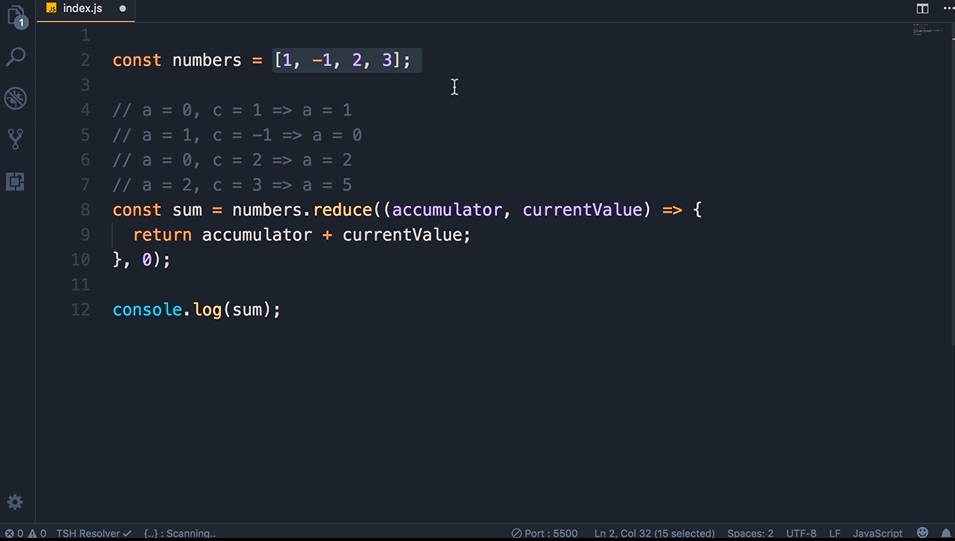 JS index.js
1
1
2 const numbers = [1, -1, 2, 3];
3
4 // a = 0, c = 1 => a = 1
5 // a = 1, c = -1 => a = 0
6 // a = 0, c = 2 => a = 2
7 // a = 2, c = 3 => a = 5
8 const sum = numbers.reduce((accumulator, currentValue) => {
9 return accumulator + currentValue;
10 }, 0);
11
12 console.log(sum);
0 0 TSH Resolver ✓ {..} : Scanning.. Port : 5500 Ln 2, Col 32 (15 selected) Spaces: 2 UTF-8 LF JavaScript